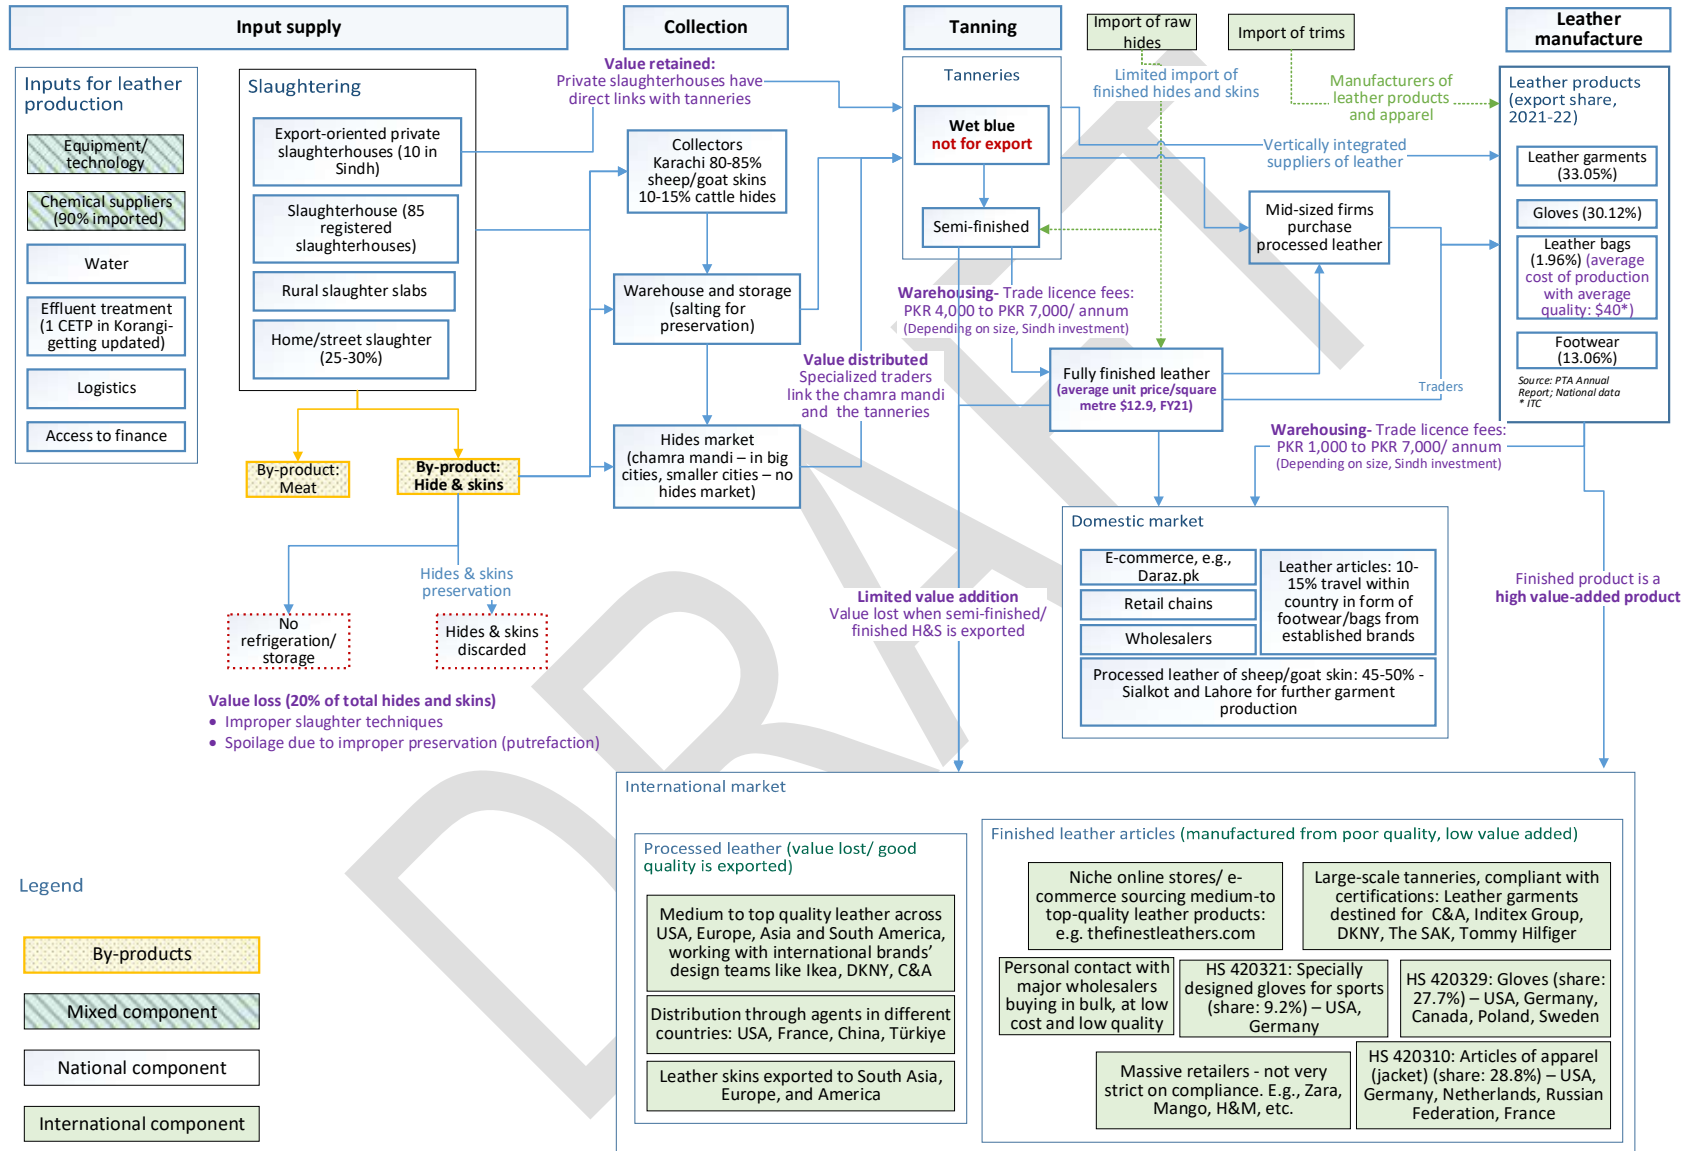 Input supply
Collection
Tanning
Import of raw
hides
Import of trims
Leather
manufacture
Inputs for leather
production
Equipment/
technology
Chemical suppliers
(90% imported)
Water
Effluent treatment
(1 CETP in Korangi-
getting updated)
Logistics
Access to finance
Slaughtering
Export-oriented private
slaughterhouses (10 in
Sindh)
Slaughterhouse (85
registered
slaughterhouses)
Rural slaughter slabs
Home/street slaughter
(25-30%)
By-product:
Meat
By-product:
Hide & skins
Hides & skins
preservation
No
refrigeration/
storage
Hides & skins
discarded
Value loss (20% of total hides and skins)
• Improper slaughter techniques
• Spoilage due to improper preservation (putrefaction)
Value retained:
Private slaughterhouses have
direct links with tanneries
Collectors
Karachi 80-85%
sheep/goat skins
10-15% cattle hides
Warehouse and storage
(salting for
preservation)
Hides market
(chamra mandi – in big
cities, smaller cities – no
hides market)
Value distributed
Specialized traders
link the chamra mandi
and the tanneries
Tanneries
Wet blue
not for export
Semi-finished
Limited import of
finished hides and skins
Manufacturers of
leather products
and apparel
Vertically integrated
suppliers of leather
Mid-sized firms
purchase
processed leather
Warehousing- Trade licence fees:
PKR 4,000 to PKR 7,000/ annum
(Depending on size, Sindh investment)
Fully finished leather
(average unit price/square
metre $12.9, FY21)
Traders
Leather products
(export share,
2021-22)
Leather garments
(33.05%)
Gloves (30.12%)
Leather bags
(1.96%) (average
cost of production
with average
quality: $40*)
Footwear
(13.06%)
Source: PTA Annual
Report; National data
* ITC
Warehousing- Trade licence fees:
PKR 1,000 to PKR 7,000/ annum
(Depending on size, Sindh investment)
Domestic market
E-commerce, e.g.,
Daraz.pk
Retail chains
Wholesalers
Leather articles: 10-
15% travel within
country in form of
footwear/bags from
established brands
Processed leather of sheep/goat skin: 45-50% -
Sialkot and Lahore for further garment
production
Limited value addition
Value lost when semi-finished/
finished H&S is exported
Finished product is a
high value-added product
International market
Processed leather (value lost/ good
quality is exported)
Medium to top quality leather across
USA, Europe, Asia and South America,
working with international brands’
design teams like Ikea, DKNY, C&A
Distribution through agents in different
countries: USA, France, China, Türkiye
Leather skins exported to South Asia,
Europe, and America
Finished leather articles (manufactured from poor quality, low value added)
Niche online stores/ e-
commerce sourcing medium-to
top-quality leather products:
e.g. thefinestleathers.com
Large-scale tanneries, compliant with
certifications: Leather garments
destined for C&A, Inditex Group,
DKNY, The SAK, Tommy Hilfiger
Personal contact with
major wholesalers
buying in bulk, at low
cost and low quality
HS 420321: Specially
designed gloves for sports
(share: 9.2%) – USA,
Germany
HS 420329: Gloves (share:
27.7%) – USA, Germany,
Canada, Poland, Sweden
Massive retailers - not very
strict on compliance. E.g., Zara,
Mango, H&M, etc.
HS 420310: Articles of apparel
(jacket) (share: 28.8%) – USA,
Germany, Netherlands, Russian
Federation, France
Legend
By-products
Mixed component
National component
International component
DRAFT